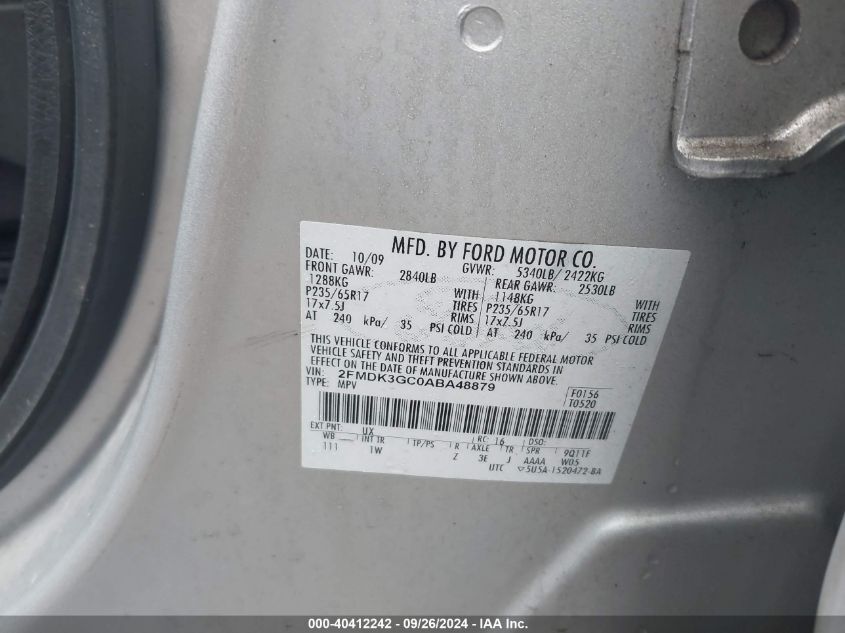 MFD. BY FORD MOTOR CO.
DATE: 10/09 GVWR: 5340LB/ 2422KG
FRONT GAWR: 2840LB REAR GAWR: 2530LB
1288KG WITH 1148KG WITH
P235/65R17 TIRES P235/65R17 TIRES
17x7.5J RIMS 17x7.5J RIMS
AT 240 kPa/ 35 PSI COLD AT 240 kPa/ 35 PSI COLD
THIS VEHICLE CONFORMS TO ALL APPLICABLE FEDERAL MOTOR
VEHICLE SAFETY AND THEFT PREVENTION STANDARDS IN
EFFECT ON THE DATE OF MANUFACTURE SHOWN ABOVE.
VIN: 2FMDK3GC0ABA48879 F0156
TYPE: MPV T0520
EXT PNT: UX RC: 16 DSO:
WB INT TR TP/PS R AXLE TR SPR 9Q11F
111 1W Z 3E J AAAA W05
UTC 5U5A-1520472-BA
000-40412242 - 09/26/2024 - IAA Inc.